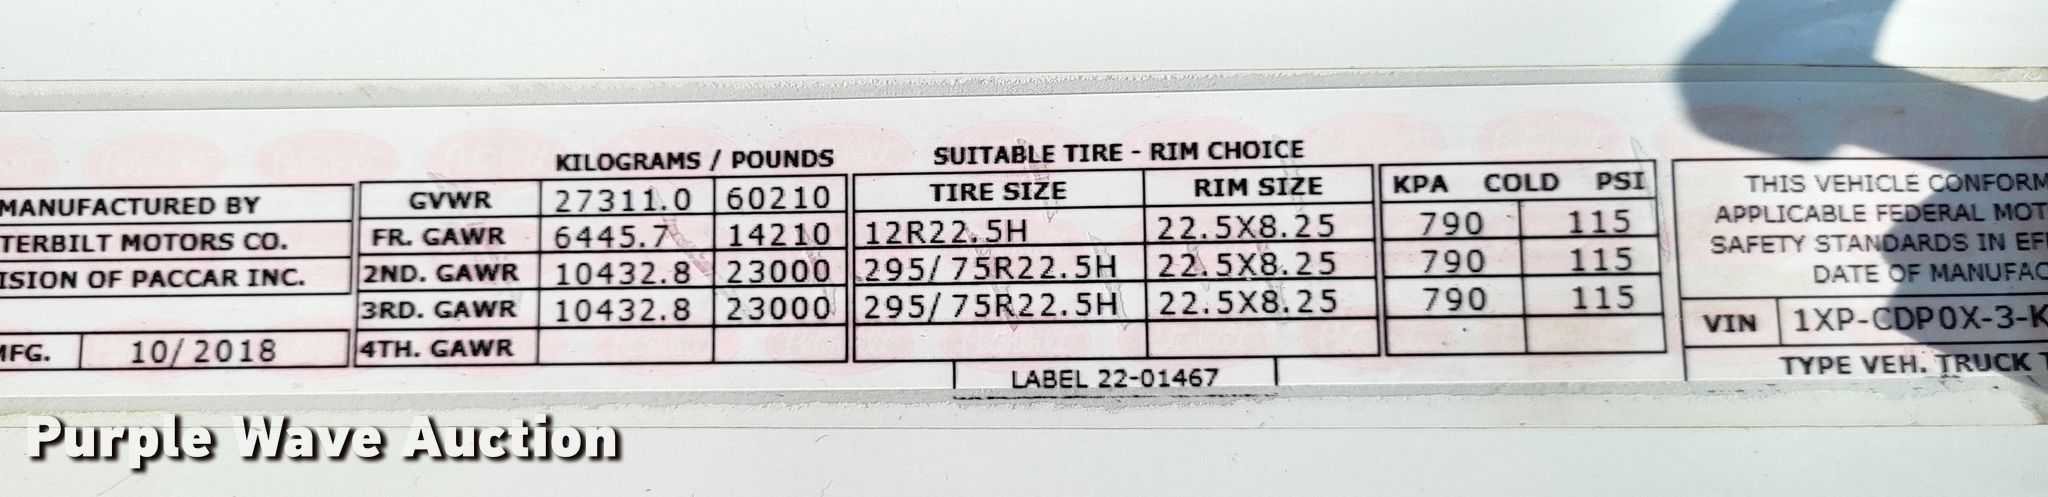 KILOGRAMS / POUNDS SUITABLE TIRE - RIM CHOICE
MANUFACTURED BY
TERBILT MOTORS CO.
ISION OF PACCAR INC.
MFG. 10/2018
GVWR 27311.0 60210
FR. GAWR 6445.7 14210
2ND. GAWR 10432.8 23000
3RD. GAWR 10432.8 23000
4TH. GAWR
TIRE SIZE RIM SIZE KPA COLD PSI
12R22.5H 22.5X8.25 790 115
295/75R22.5H 22.5X8.25 790 115
295/75R22.5H 22.5X8.25 790 115
LABEL 22-01467
THIS VEHICLE CONFORM
APPLICABLE FEDERAL MOT
SAFETY STANDARDS IN EF
DATE OF MANUFAC
VIN 1XP-CDP0X-3-K
TYPE VEH. TRUCK T
Purple Wave Auction